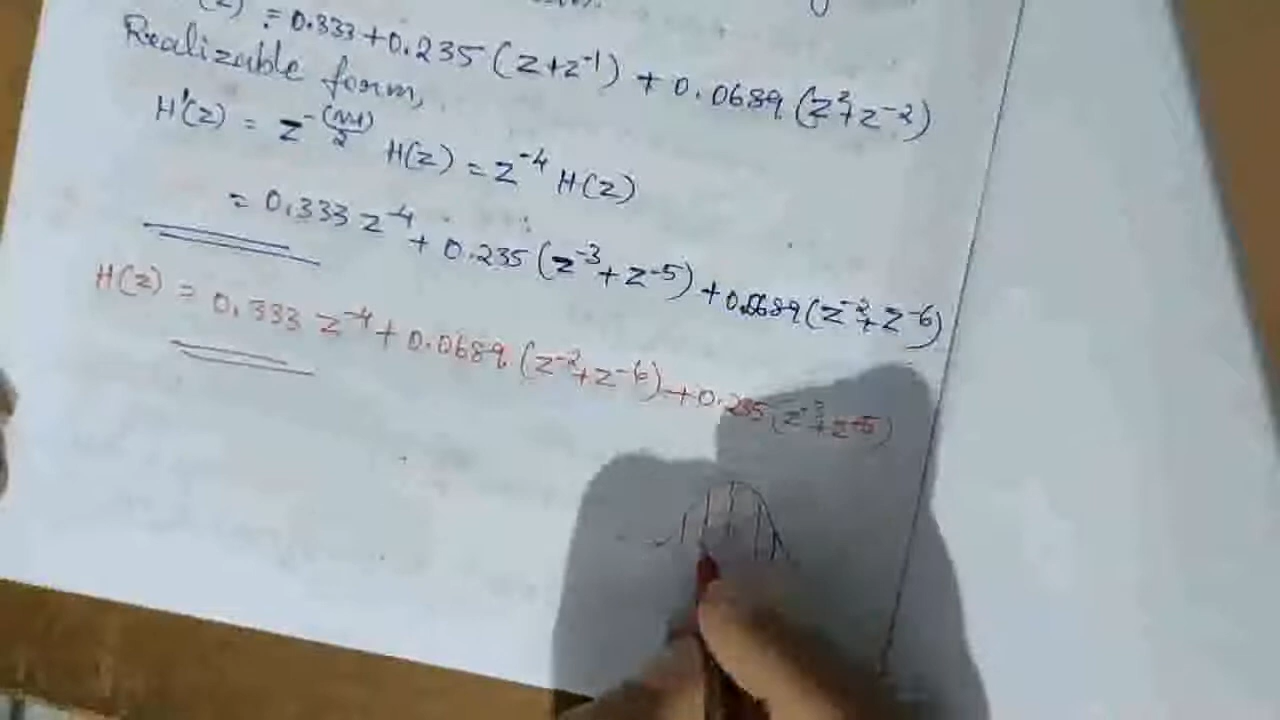 (z) = 0.333+0.235 (z+z⁻¹) + 0.0689 (z²+z⁻²)
Realizable form,
H'(z) = z^-(N-1)/2 H(z) = z⁻⁴ H(z)
= 0.333 z⁻⁴ + 0.235 (z⁻³ + z⁻⁵) + 0.0689 (z⁻² + z⁻⁶)
H(z) = 0.333 z⁻⁴ + 0.0689 (z⁻² + z⁻⁶) + 0.235 (z⁻³ + z⁻⁵)